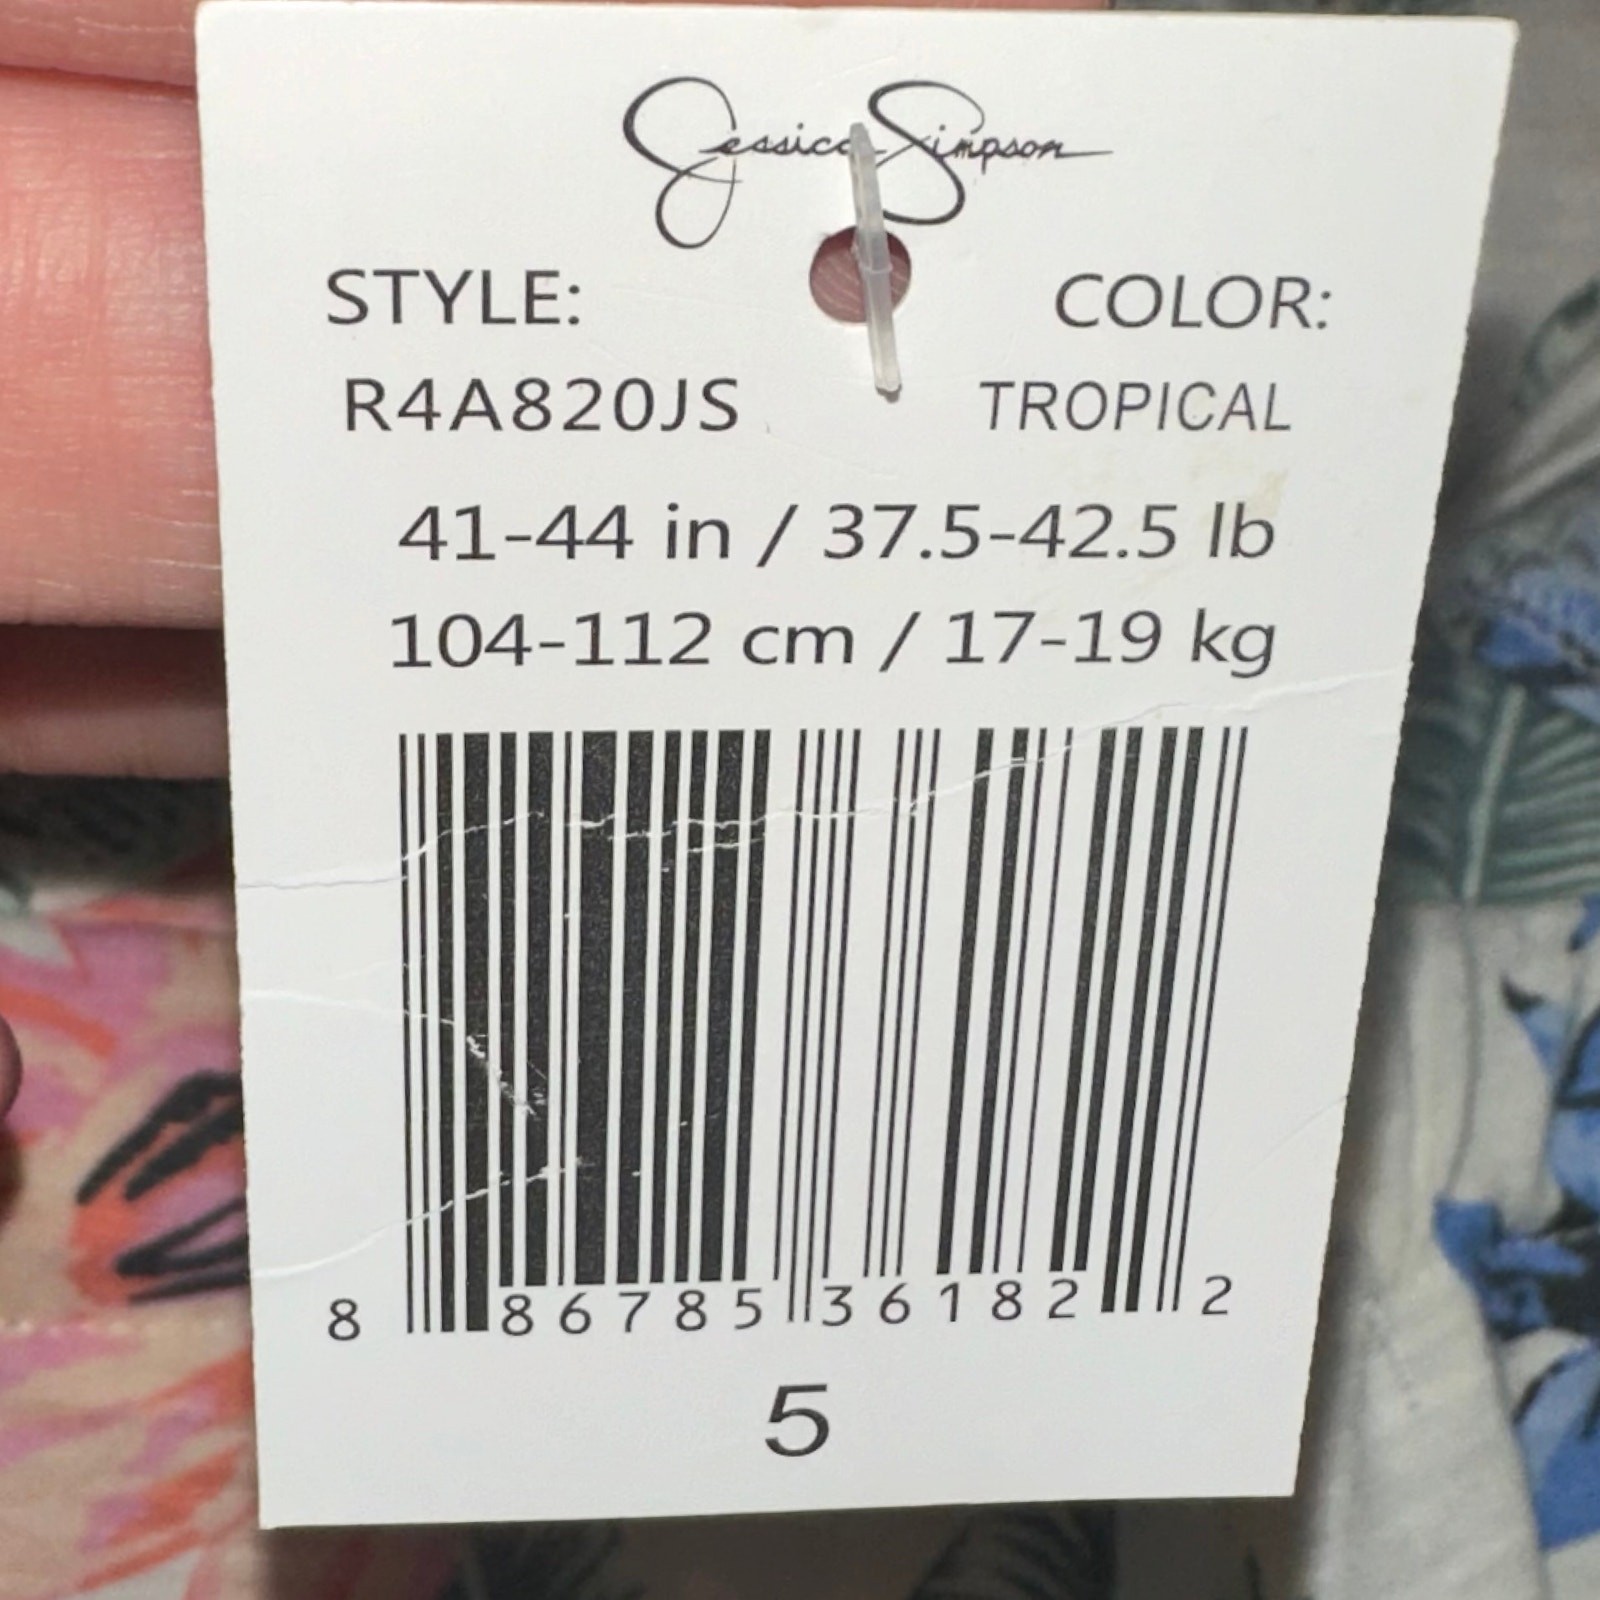 Jessica Simpson
STYLE: COLOR:
R4A820JS TROPICAL
41-44 in / 37.5-42.5 lb
104-112 cm / 17-19 kg
8 86785 36182 2
5